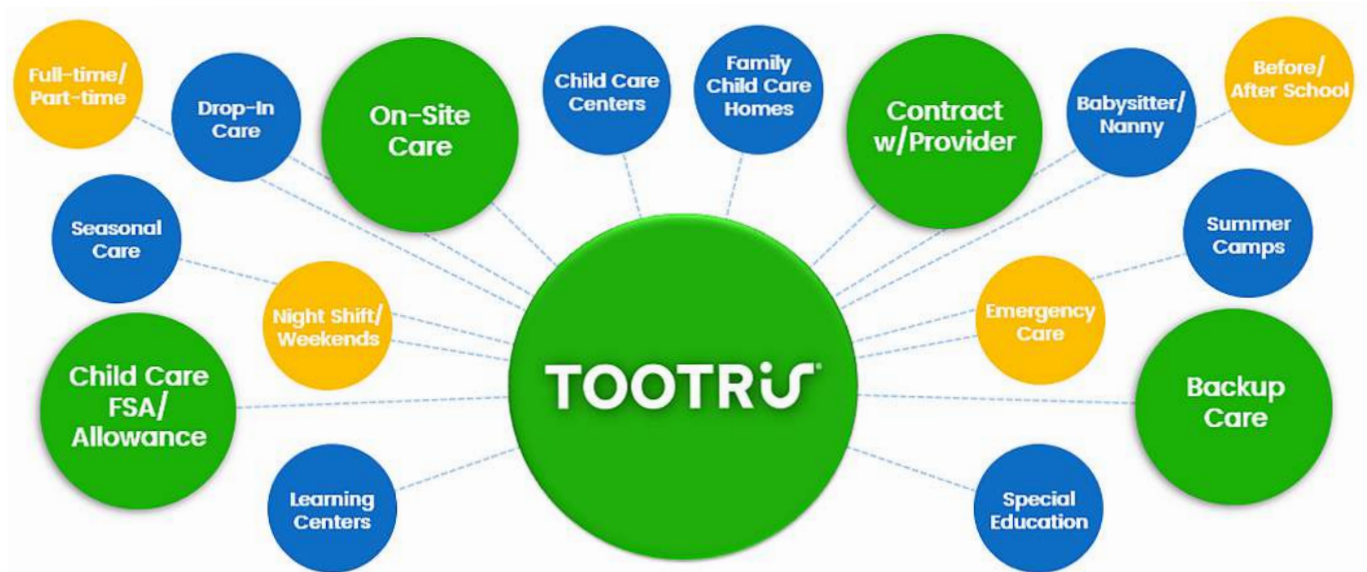 Full-time/
Part-time
Drop-In
Care
On-Site
Care
Child Care
Centers
Family
Child Care
Homes
Contract
w/Provider
Babysitter/
Nanny
Before/
After School
Seasonal
Care
Summer
Camps
Night Shift/
Weekends
Emergency
Care
Child Care
FSA/
Allowance
TOOTRiS®
Backup
Care
Learning
Centers
Special
Education